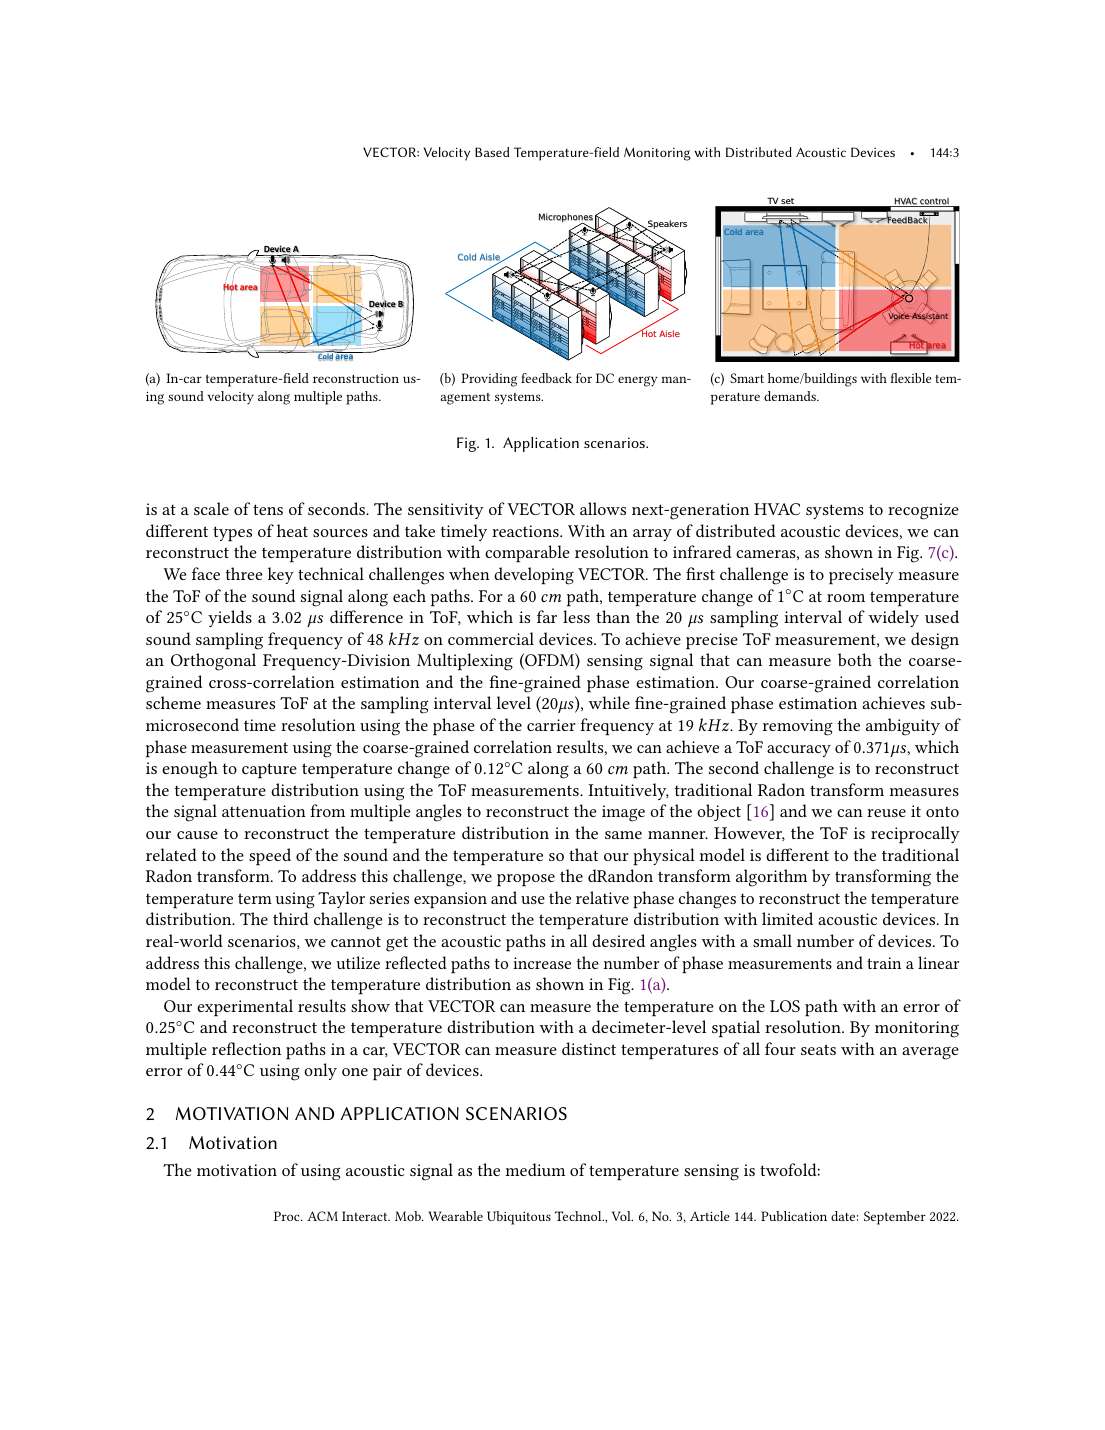 VECTOR: Velocity Based Temperature-field Monitoring with Distributed Acoustic Devices • 144:3
Device A
Hot area
Device B
Cold area
Microphones
Speakers
Cold Aisle
Hot Aisle
TV set
HVAC control
FeedBack
Cold area
Voice Assistant
Hot area
(a) In-car temperature-field reconstruction us-
ing sound velocity along multiple paths.
(b) Providing feedback for DC energy man-
agement systems.
(c) Smart home/buildings with flexible tem-
perature demands.
Fig. 1. Application scenarios.
is at a scale of tens of seconds. The sensitivity of VECTOR allows next-generation HVAC systems to recognize
different types of heat sources and take timely reactions. With an array of distributed acoustic devices, we can
reconstruct the temperature distribution with comparable resolution to infrared cameras, as shown in Fig. 7(c).
We face three key technical challenges when developing VECTOR. The first challenge is to precisely measure
the ToF of the sound signal along each paths. For a 60 cm path, temperature change of 1°C at room temperature
of 25°C yields a 3.02 μs difference in ToF, which is far less than the 20 μs sampling interval of widely used
sound sampling frequency of 48 kHz on commercial devices. To achieve precise ToF measurement, we design
an Orthogonal Frequency-Division Multiplexing (OFDM) sensing signal that can measure both the coarse-
grained cross-correlation estimation and the fine-grained phase estimation. Our coarse-grained correlation
scheme measures ToF at the sampling interval level (20μs), while fine-grained phase estimation achieves sub-
microsecond time resolution using the phase of the carrier frequency at 19 kHz. By removing the ambiguity of
phase measurement using the coarse-grained correlation results, we can achieve a ToF accuracy of 0.371μs, which
is enough to capture temperature change of 0.12°C along a 60 cm path. The second challenge is to reconstruct
the temperature distribution using the ToF measurements. Intuitively, traditional Radon transform measures
the signal attenuation from multiple angles to reconstruct the image of the object [16] and we can reuse it onto
our cause to reconstruct the temperature distribution in the same manner. However, the ToF is reciprocally
related to the speed of the sound and the temperature so that our physical model is different to the traditional
Radon transform. To address this challenge, we propose the dRandon transform algorithm by transforming the
temperature term using Taylor series expansion and use the relative phase changes to reconstruct the temperature
distribution. The third challenge is to reconstruct the temperature distribution with limited acoustic devices. In
real-world scenarios, we cannot get the acoustic paths in all desired angles with a small number of devices. To
address this challenge, we utilize reflected paths to increase the number of phase measurements and train a linear
model to reconstruct the temperature distribution as shown in Fig. 1(a).
Our experimental results show that VECTOR can measure the temperature on the LOS path with an error of
0.25°C and reconstruct the temperature distribution with a decimeter-level spatial resolution. By monitoring
multiple reflection paths in a car, VECTOR can measure distinct temperatures of all four seats with an average
error of 0.44°C using only one pair of devices.
2 MOTIVATION AND APPLICATION SCENARIOS
2.1 Motivation
The motivation of using acoustic signal as the medium of temperature sensing is twofold:
Proc. ACM Interact. Mob. Wearable Ubiquitous Technol., Vol. 6, No. 3, Article 144. Publication date: September 2022.